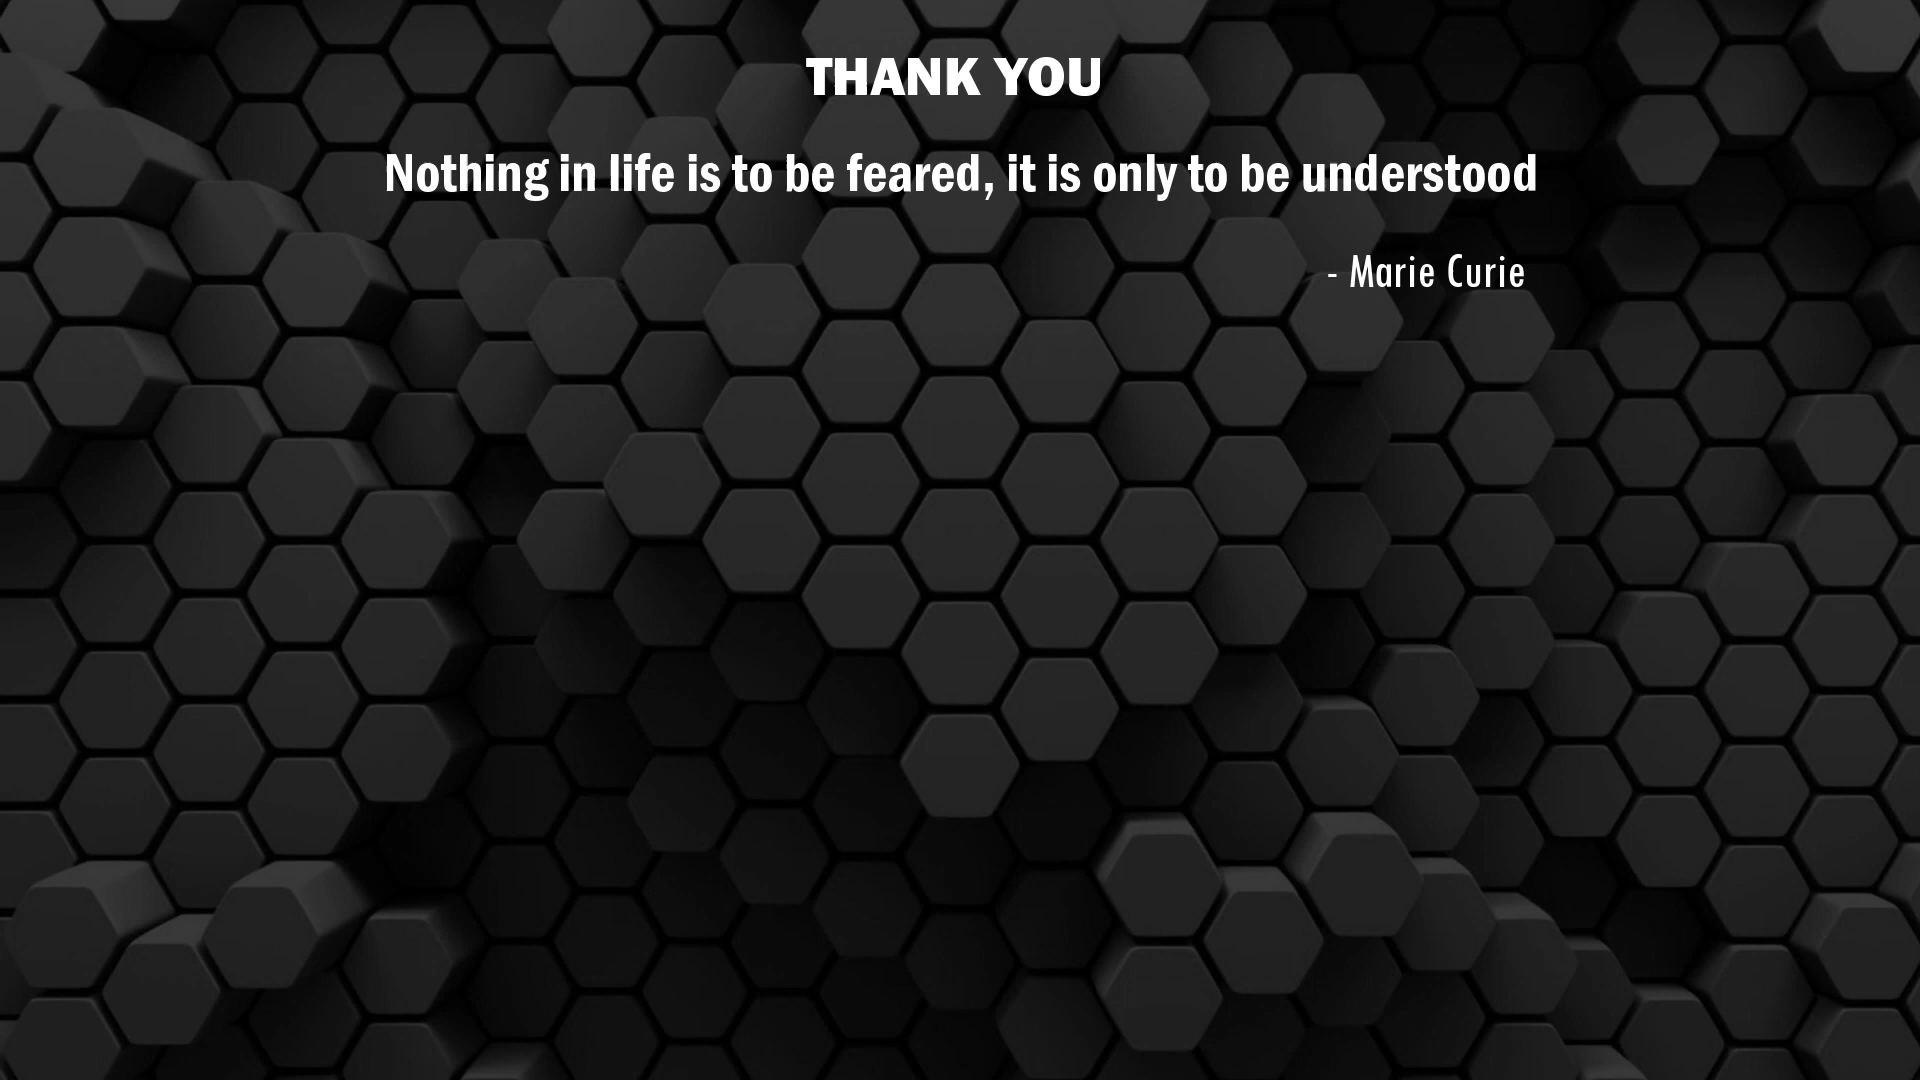 THANK YOU
Nothing in life is to be feared, it is only to be understood
- Marie Curie